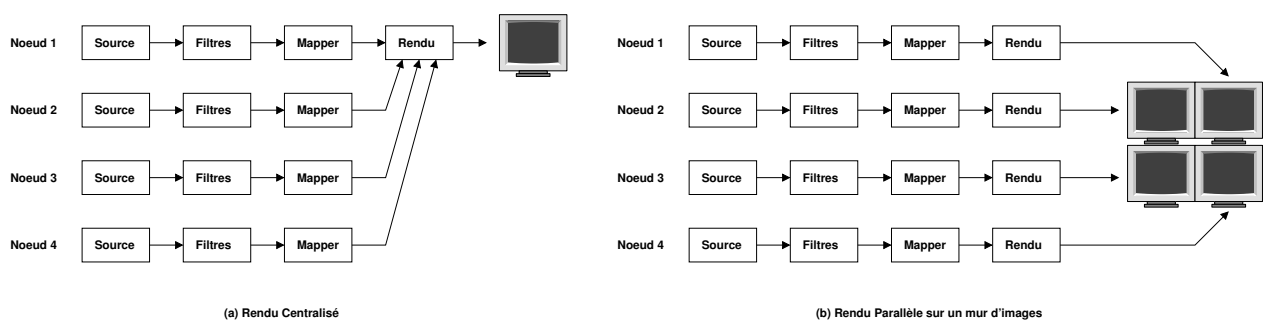 Noeud 1 Source Filtres Mapper Rendu
Noeud 2 Source Filtres Mapper
Noeud 3 Source Filtres Mapper
Noeud 4 Source Filtres Mapper
(a) Rendu Centralisé
Noeud 1 Source Filtres Mapper Rendu
Noeud 2 Source Filtres Mapper Rendu
Noeud 3 Source Filtres Mapper Rendu
Noeud 4 Source Filtres Mapper Rendu
(b) Rendu Parallèle sur un mur d'images